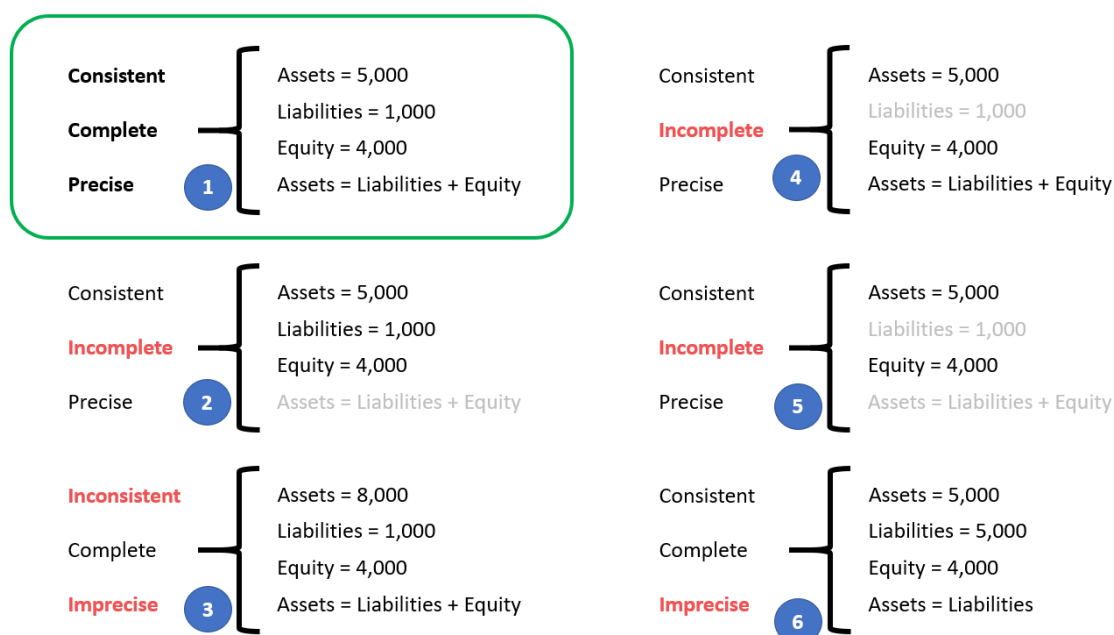 Consistent
Complete
Precise
1
Assets = 5,000
Liabilities = 1,000
Equity = 4,000
Assets = Liabilities + Equity
Consistent
Incomplete
Precise
4
Assets = 5,000
Liabilities = 1,000
Equity = 4,000
Assets = Liabilities + Equity
Consistent
Incomplete
Precise
2
Assets = 5,000
Liabilities = 1,000
Equity = 4,000
Assets = Liabilities + Equity
Consistent
Incomplete
Precise
5
Assets = 5,000
Liabilities = 1,000
Equity = 4,000
Assets = Liabilities + Equity
Inconsistent
Complete
Imprecise
3
Assets = 8,000
Liabilities = 1,000
Equity = 4,000
Assets = Liabilities + Equity
Consistent
Complete
Imprecise
6
Assets = 5,000
Liabilities = 5,000
Equity = 4,000
Assets = Liabilities